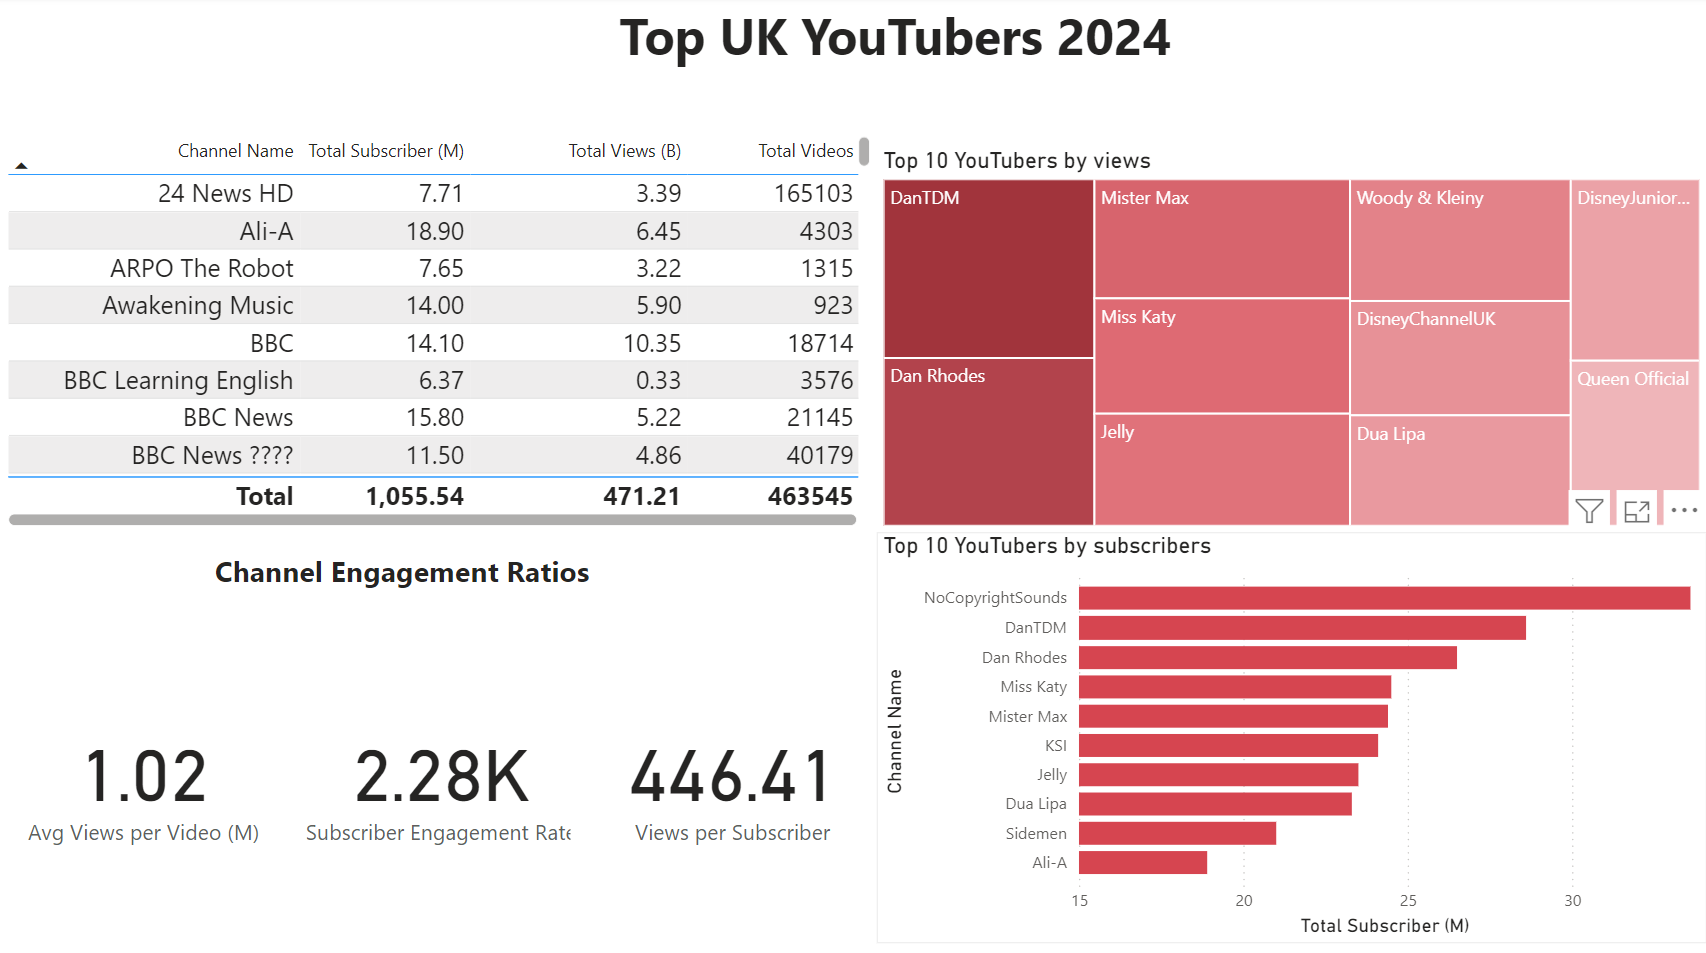 Top UK YouTubers 2024
Channel Name Total Subscriber (M) Total Views (B) Total Videos
24 News HD 7.71 3.39 165103
Ali-A 18.90 6.45 4303
ARPO The Robot 7.65 3.22 1315
Awakening Music 14.00 5.90 923
BBC 14.10 10.35 18714
BBC Learning English 6.37 0.33 3576
BBC News 15.80 5.22 21145
BBC News ???? 11.50 4.86 40179
Total 1,055.54 471.21 463545
Top 10 YouTubers by views
DanTDM
Dan Rhodes
Mister Max
Miss Katy
Jelly
Woody & Kleiny
DisneyChannelUK
Dua Lipa
DisneyJunior...
Queen Official
Channel Engagement Ratios
1.02
Avg Views per Video (M)
2.28K
Subscriber Engagement Rate
446.41
Views per Subscriber
Top 10 YouTubers by subscribers
Channel Name
NoCopyrightSounds
DanTDM
Dan Rhodes
Miss Katy
Mister Max
KSI
Jelly
Dua Lipa
Sidemen
Ali-A
15 20 25 30
Total Subscriber (M)